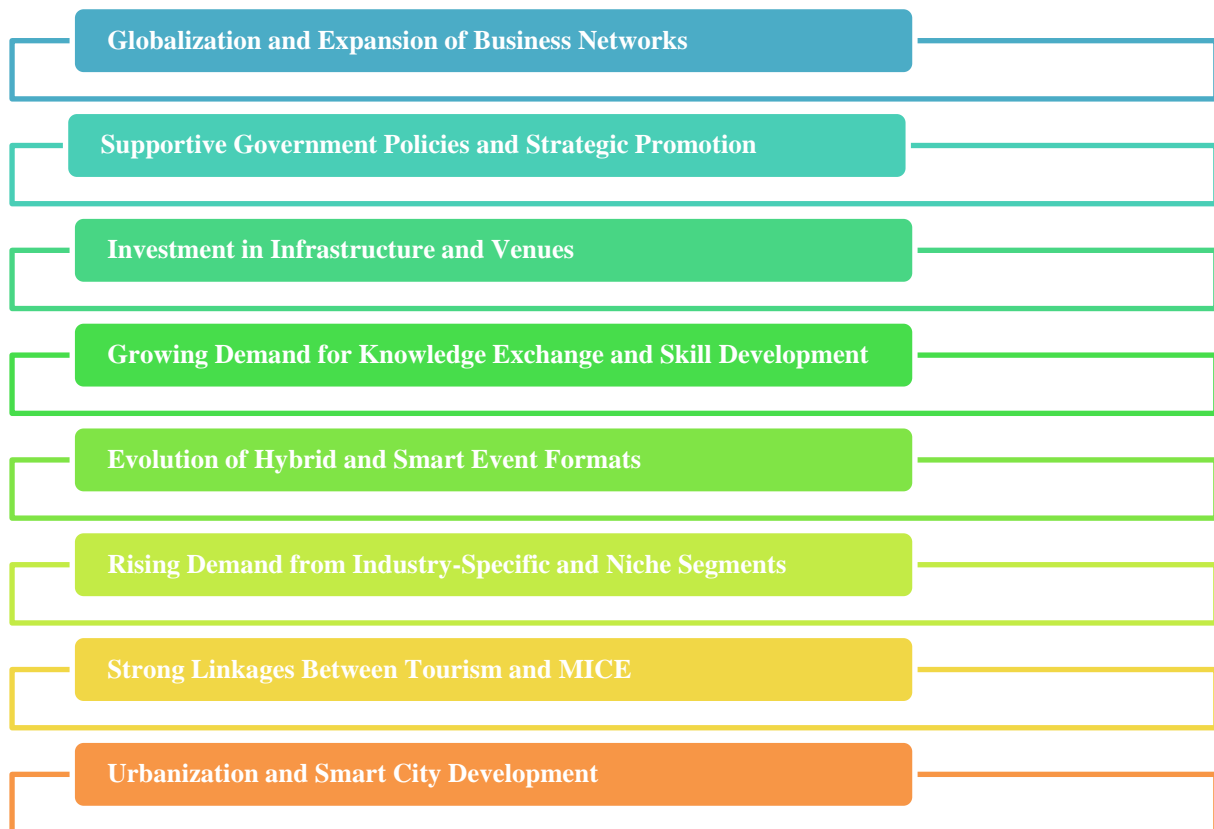 Globalization and Expansion of Business Networks
Supportive Government Policies and Strategic Promotion
Investment in Infrastructure and Venues
Growing Demand for Knowledge Exchange and Skill Development
Evolution of Hybrid and Smart Event Formats
Rising Demand from Industry-Specific and Niche Segments
Strong Linkages Between Tourism and MICE
Urbanization and Smart City Development